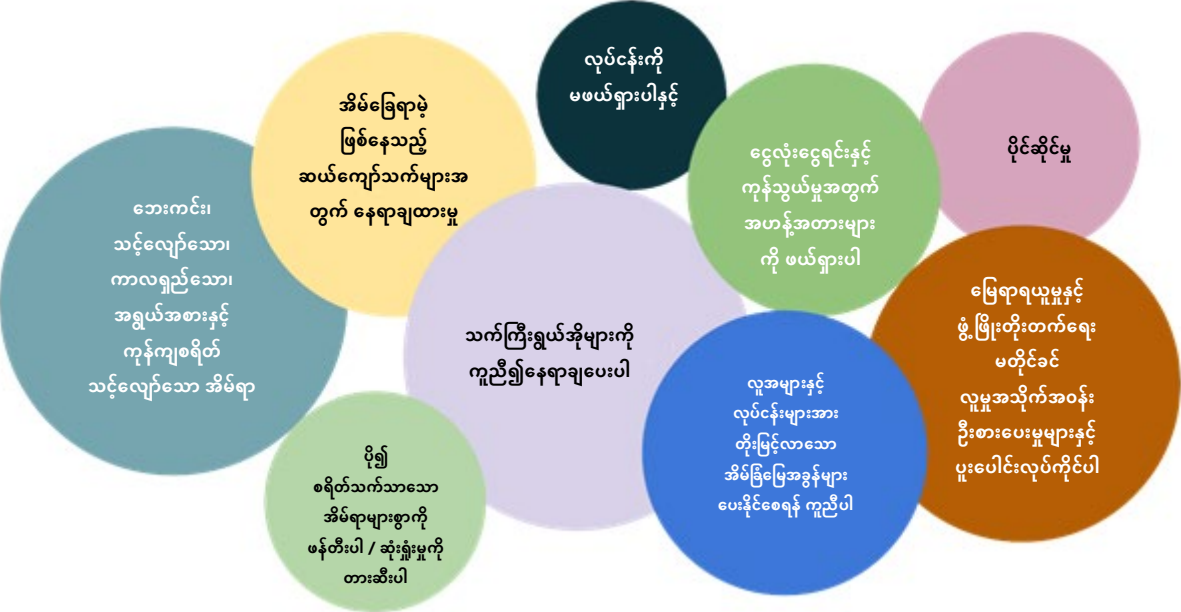 ဘေးကင်း၊
သင့်လျော်သော၊
ကာလရှည်သော၊
အရွယ်အစားနှင့်
ကုန်ကျစရိတ်
သင့်လျော်သော အိမ်ရာ
အိမ်ခြေရာမဲ့
ဖြစ်နေသည့်
ဆယ်ကျော်သက်များအ
တွက် နေရာချထားမှု
ပို၍
စရိတ်သက်သာသော
အိမ်ရာများစွာကို
ဖန်တီးပါ / ဆုံးရှုံးမှုကို
တားဆီးပါ
သက်ကြီးရွယ်အိုများကို
ကူညီ၍နေရာချပေးပါ
လုပ်ငန်းကို
မဖယ်ရှားပါနှင့်
ငွေလုံးငွေရင်းနှင့်
ကုန်သွယ်မှုအတွက်
အဟန့်အတားများ
ကို ဖယ်ရှားပါ
လူအများနှင့်
လုပ်ငန်းများအား
တိုးမြင့်လာသော
အိမ်ခြံမြေအခွန်များ
ပေးနိုင်စေရန် ကူညီပါ
ပိုင်ဆိုင်မှု
မြေရာရယူမှုနှင့်
ဖွံ့ဖြိုးတိုးတက်ရေး
မတိုင်ခင်
လူမှုအသိုက်အဝန်း
ဦးစားပေးမှုများနှင့်
ပူးပေါင်းလုပ်ကိုင်ပါ